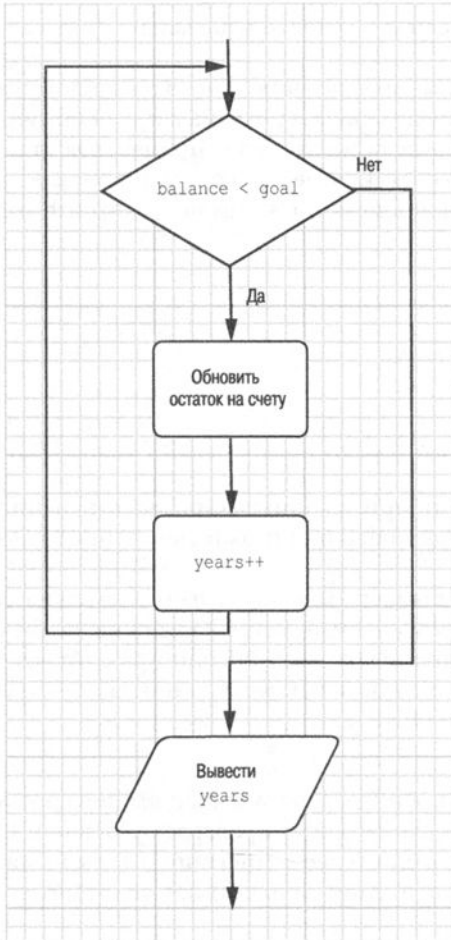 balance < goal
Нет
Да
Обновить
остаток на счету
years++
Вывести
years